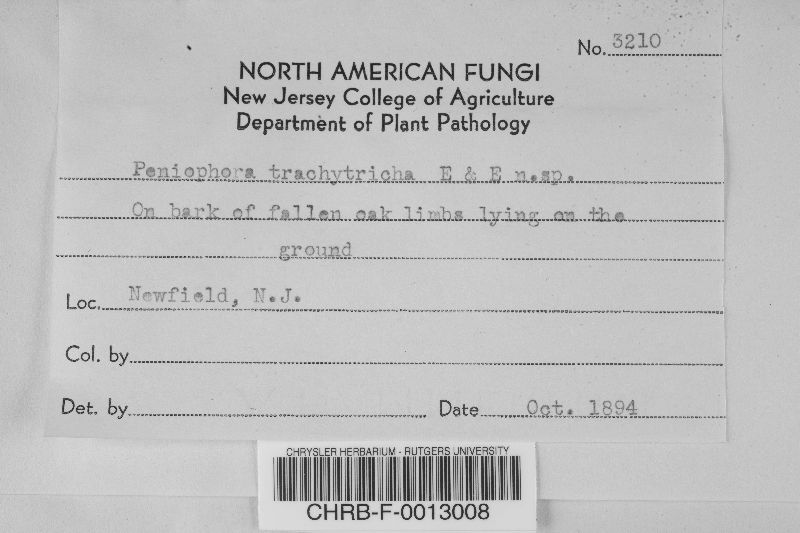 No. 3210
NORTH AMERICAN FUNGI
New Jersey College of Agriculture
Department of Plant Pathology
Peniophora trachytricha E & E n.sp.
On bark of fallen oak limbs lying on the
ground
Loc. Newfield, N.J.
Col. by
Det. by Date Oct. 1894
CHRYSLER HERBARIUM - RUTGERS UNIVERSITY
CHRB-F-0013008